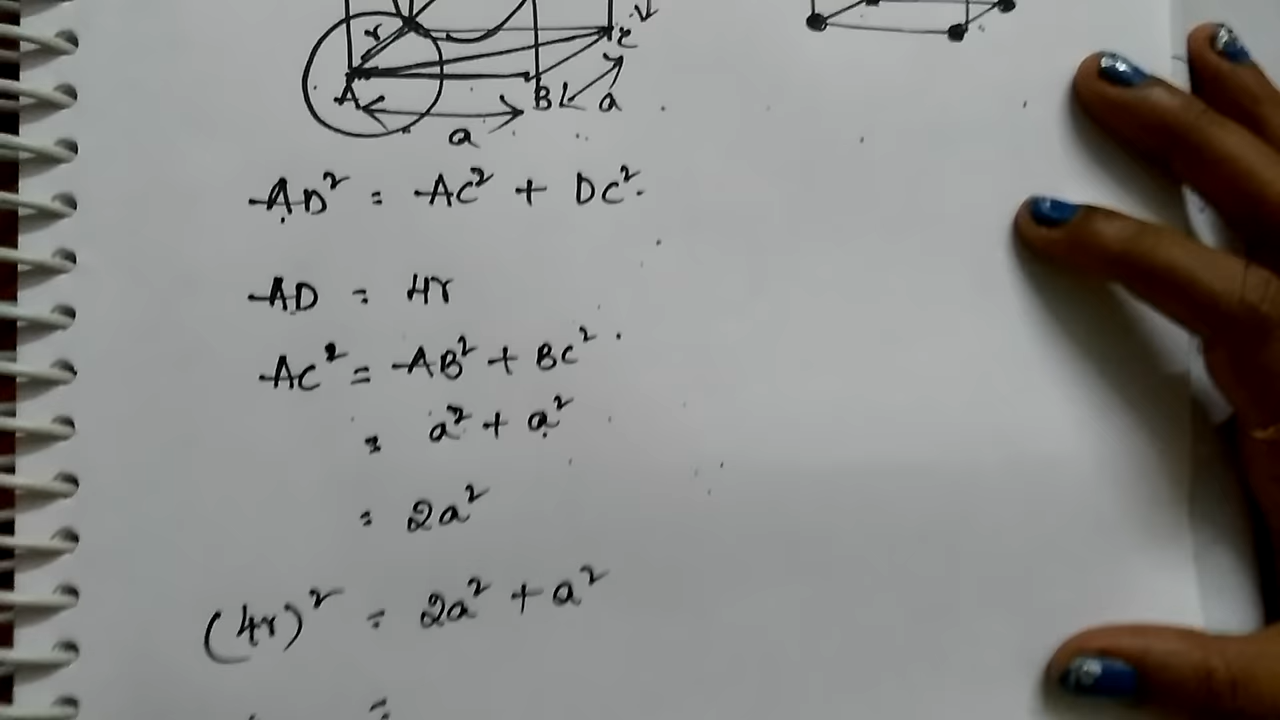 r
c
A
B
a
a
AD² = AC² + DC².
AD = 4r
AC² = AB² + BC².
= a² + a²
= 2a²
(4r)² = 2a² + a²
=